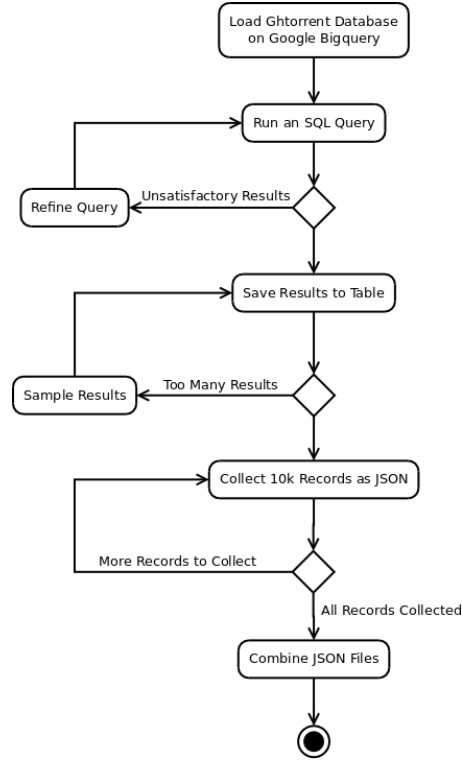 Load Ghtorrent Database
on Google Bigquery
Run an SQL Query
Unsatisfactory Results
Refine Query
Save Results to Table
Too Many Results
Sample Results
Collect 10k Records as JSON
More Records to Collect
All Records Collected
Combine JSON Files